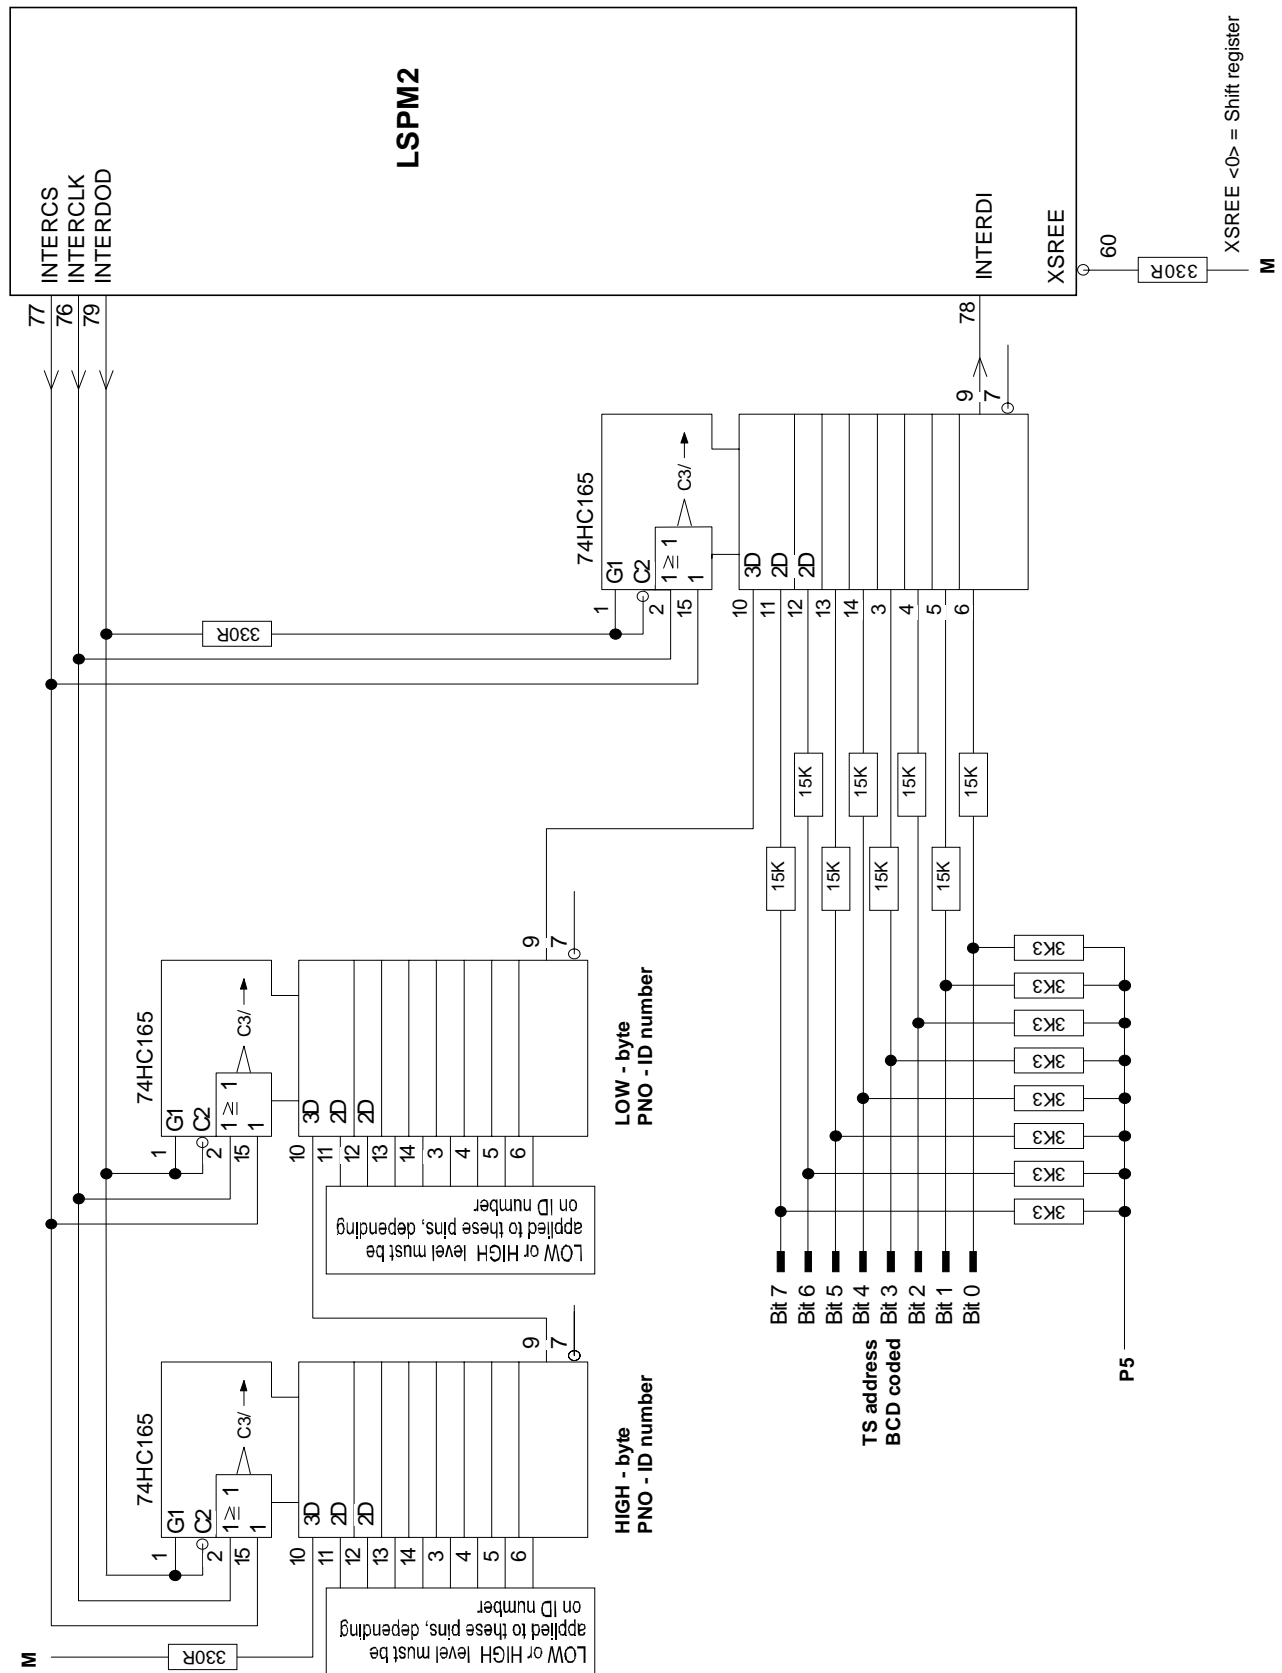 LSPM2
INTERCS
INTERCLK
INTERDOD
INTERDI
XSREE
77
76
79
78
60
330R
M
XSREE <0> = Shift register
74HC165
G1
C2
1 ≥ 1
1
C3/
3D
2D
2D
1
2
15
10
11
12
13
14
3
4
5
6
9
7
330R
15K
15K
15K
15K
15K
15K
15K
15K
3K3
3K3
3K3
3K3
3K3
3K3
3K3
3K3
Bit 7
Bit 6
Bit 5
Bit 4
Bit 3
Bit 2
Bit 1
Bit 0
TS address
BCD coded
P5
74HC165
G1
C2
1 ≥ 1
1
C3/
3D
2D
2D
1
2
15
10
11
12
13
14
3
4
5
6
9
7
LOW - byte
PNO - ID number
LOW or HIGH level must be
applied to these pins, depending
on ID number
74HC165
G1
C2
1 ≥ 1
1
C3/
3D
2D
2D
1
2
15
10
11
12
13
14
3
4
5
6
9
7
HIGH - byte
PNO - ID number
LOW or HIGH level must be
applied to these pins, depending
on ID number
330R
M